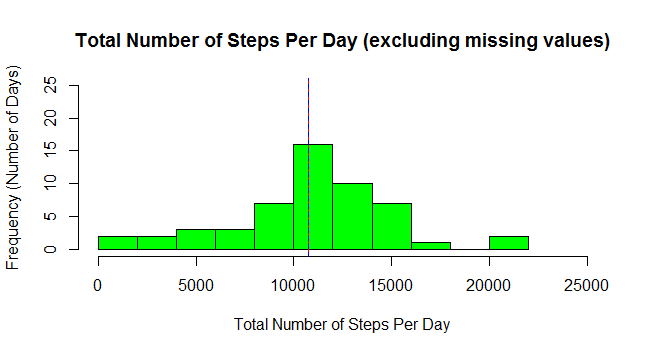 Total Number of Steps Per Day (excluding missing values)
Frequency (Number of Days)
25
20
15
10
5
0
0 5000 10000 15000 20000 25000
Total Number of Steps Per Day